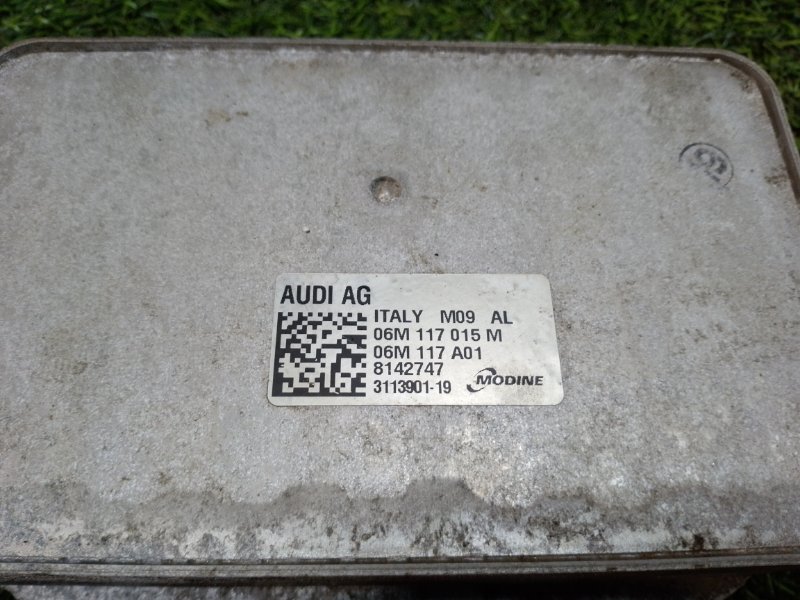 AUDI AG
ITALY M09 AL
06M 117 015 M
06M 117 A01
8142747
3113901-19 MODINE